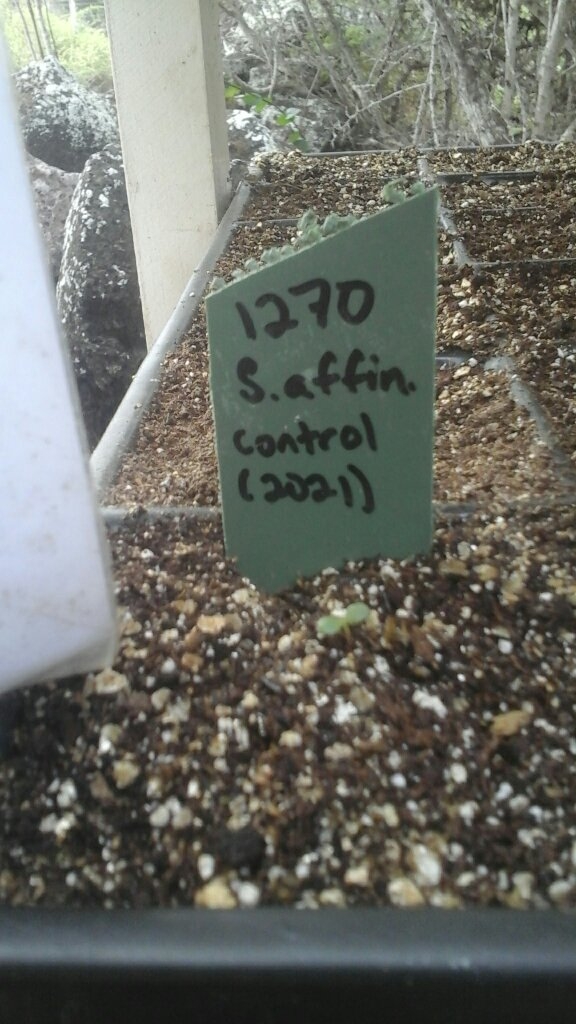 1270
S. affin.
control
(2021)